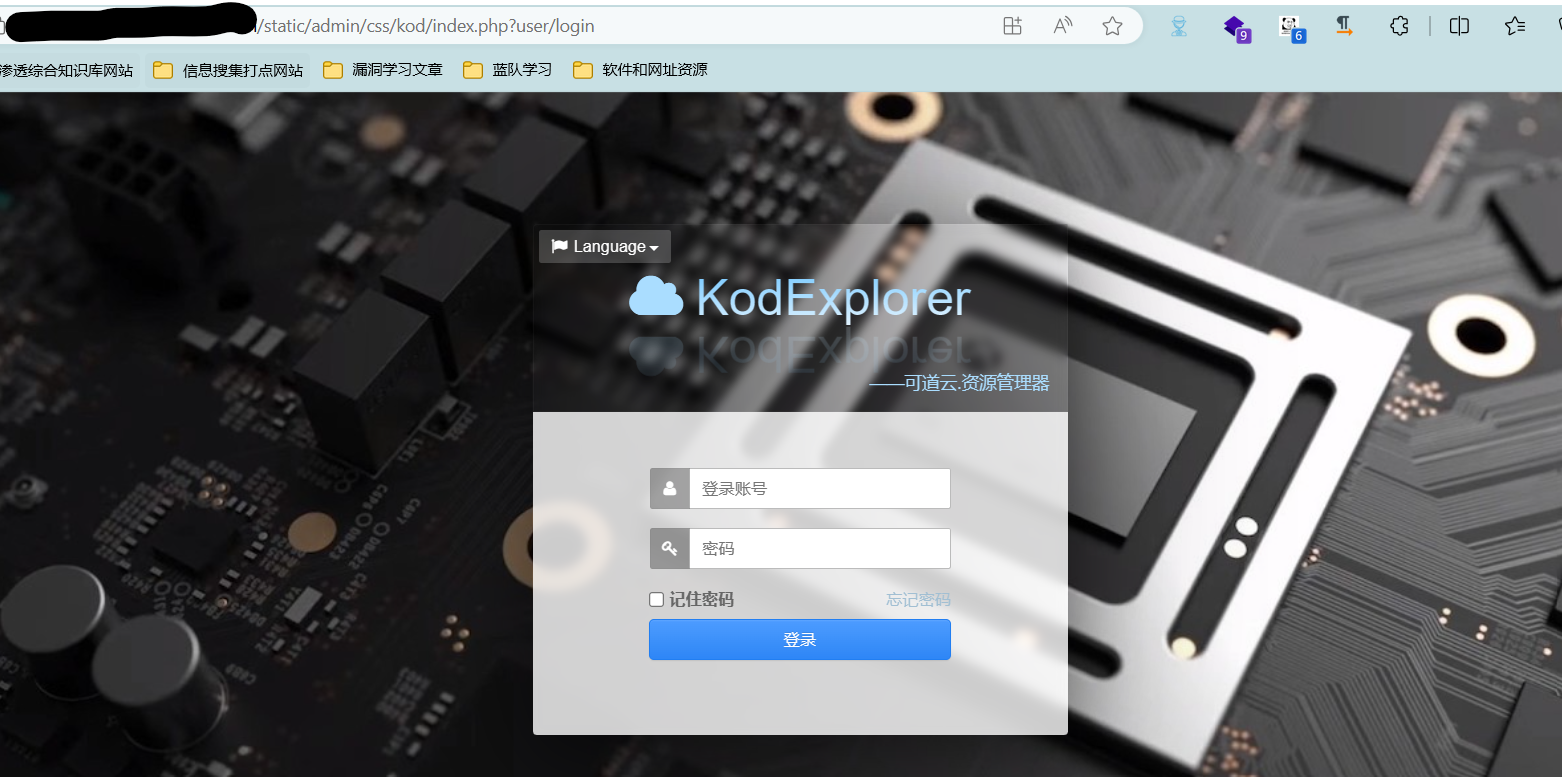 /static/admin/css/kod/index.php?user/login
9
6
渗透综合知识库网站
信息搜集打点网站
漏洞学习文章
蓝队学习
软件和网址资源
Language
KodExplorer
——可道云.资源管理器
登录账号
密码
记住密码
忘记密码
登录